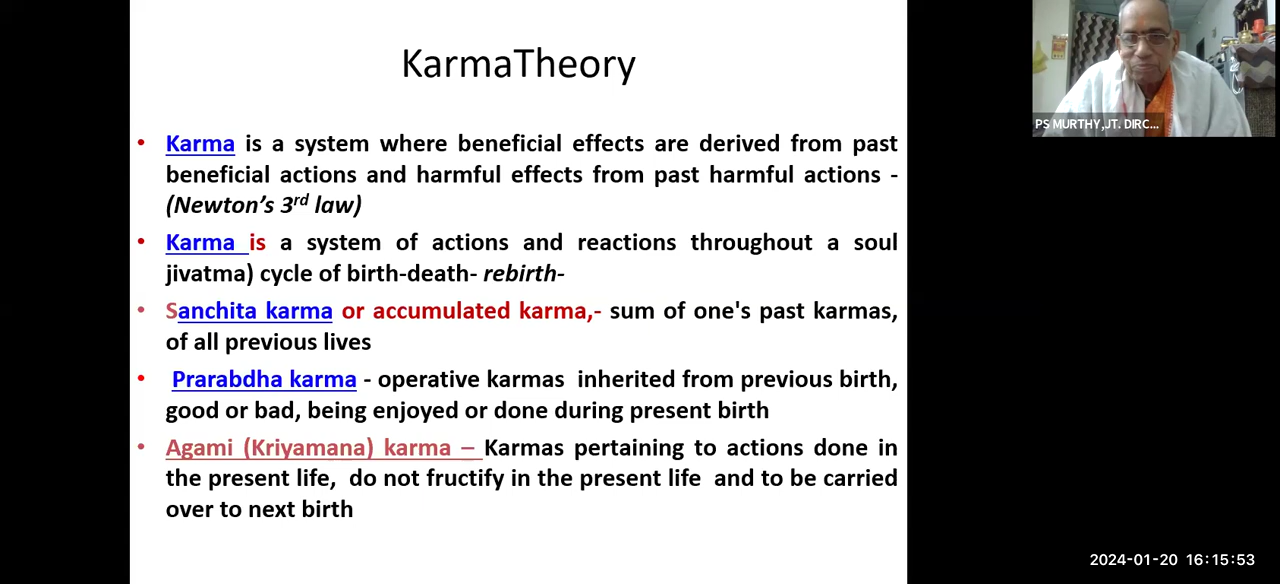 KarmaTheory
• Karma is a system where beneficial effects are derived from past
beneficial actions and harmful effects from past harmful actions -
(Newton's 3rd law)
• Karma is a system of actions and reactions throughout a soul
jivatma) cycle of birth-death- rebirth-
• Sanchita karma or accumulated karma,- sum of one's past karmas,
of all previous lives
• Prarabdha karma - operative karmas inherited from previous birth,
good or bad, being enjoyed or done during present birth
• Agami (Kriyamana) karma – Karmas pertaining to actions done in
the present life, do not fructify in the present life and to be carried
over to next birth
PS MURTHY,JT. DIRC...
2024-01-20 16:15:53